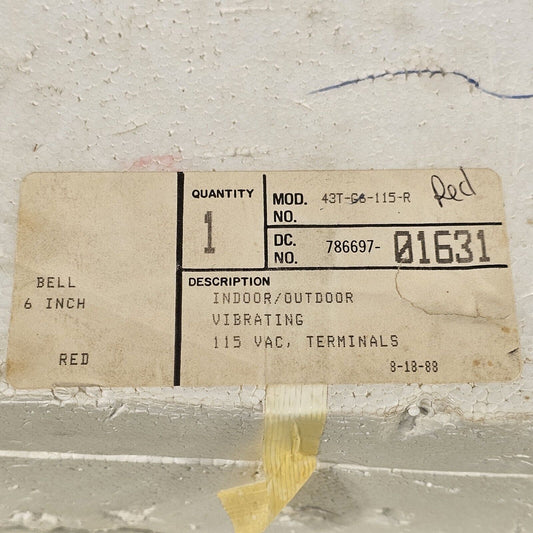 BELL
6 INCH
RED
QUANTITY
1
MOD. NO. 43T-G6-115-R Red
DC. NO. 786697-01631
DESCRIPTION
INDOOR/OUTDOOR
VIBRATING
115 VAC, TERMINALS
8-18-88